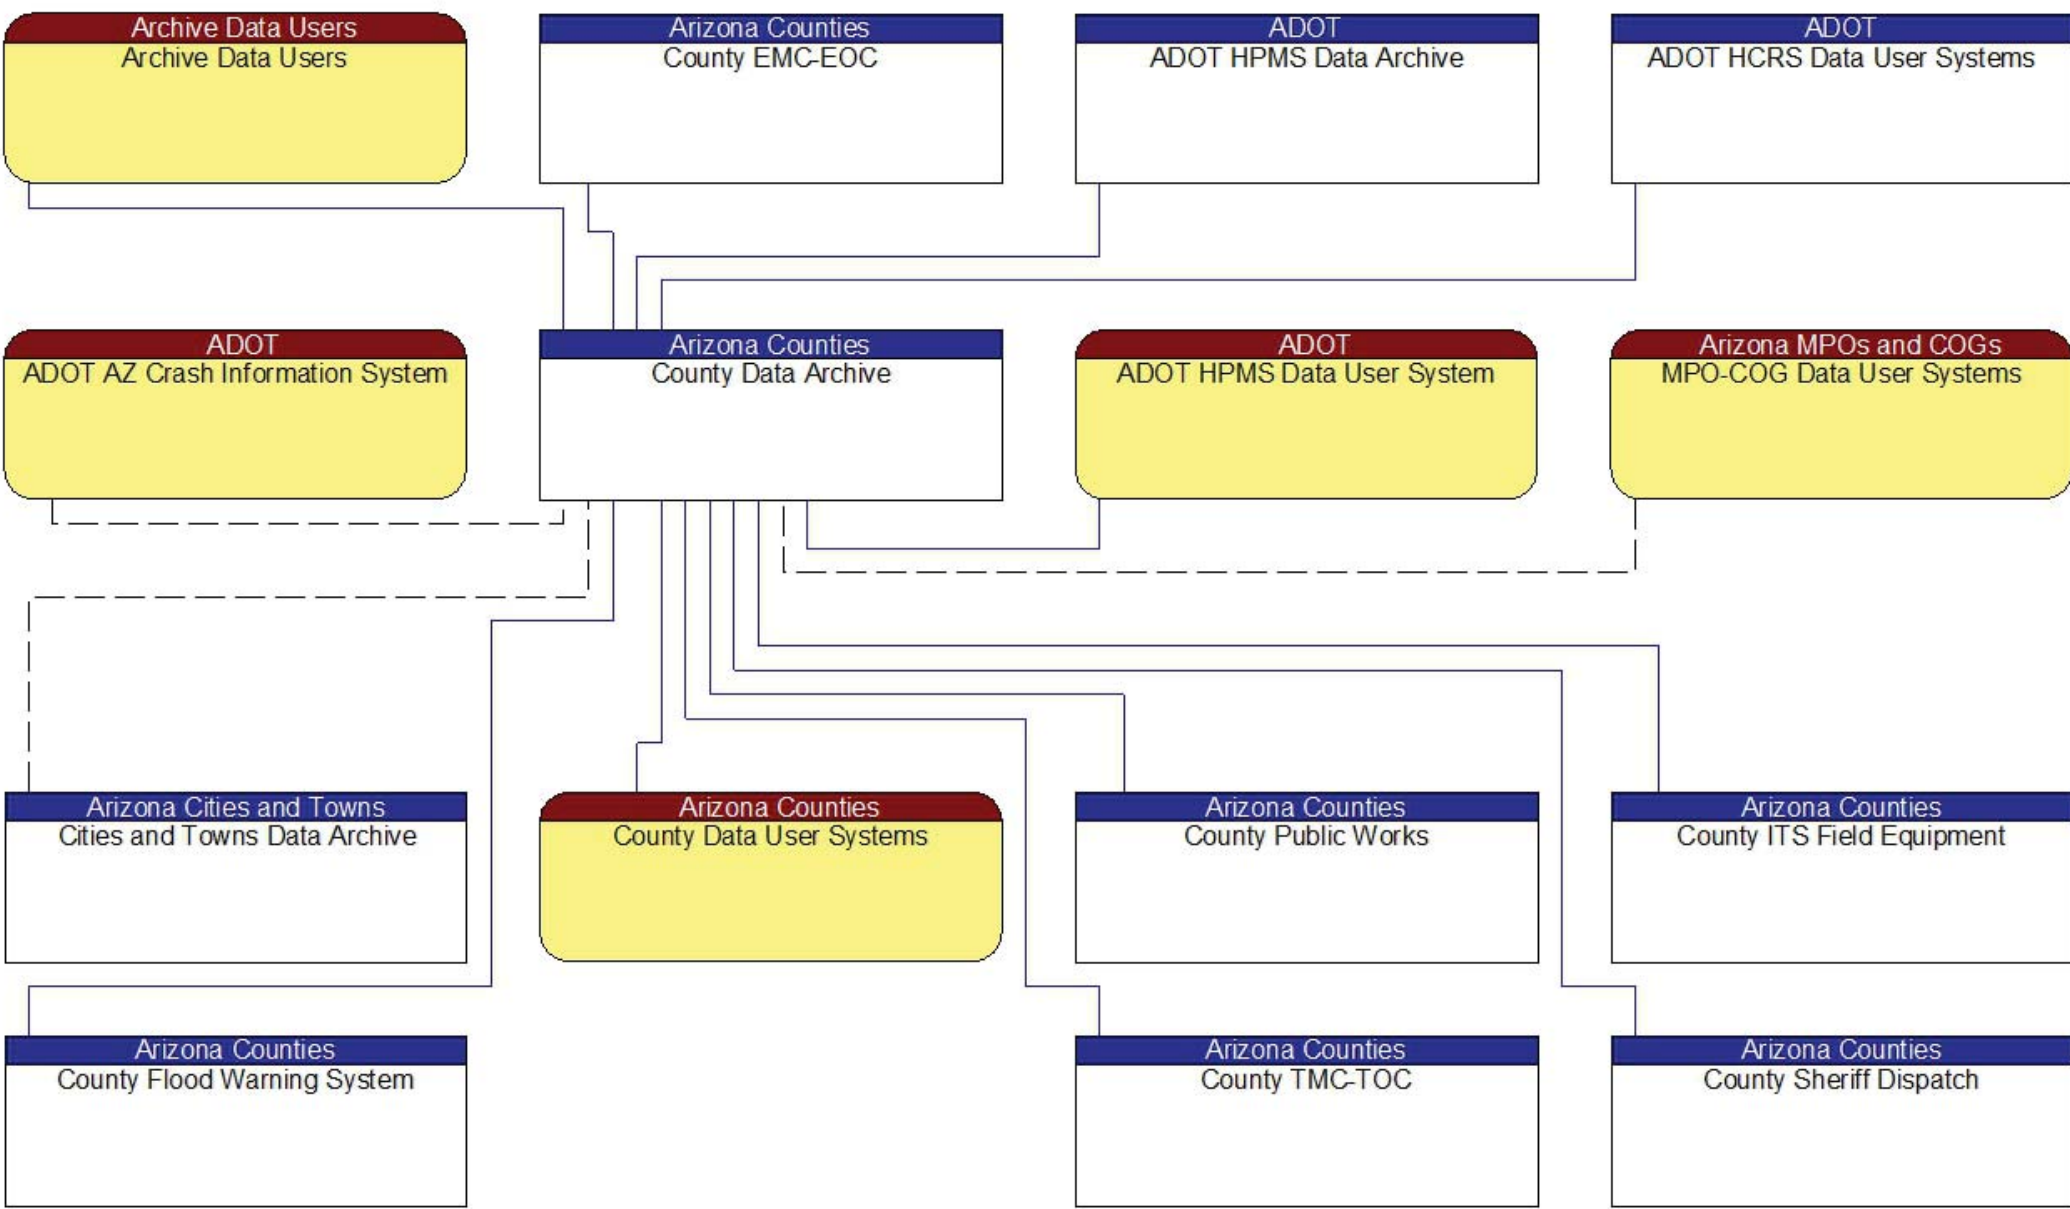 Archive Data Users
Archive Data Users
Arizona Counties
County EMC-EOC
ADOT
ADOT HPMS Data Archive
ADOT
ADOT HCRS Data User Systems
ADOT
ADOT AZ Crash Information System
Arizona Counties
County Data Archive
ADOT
ADOT HPMS Data User System
Arizona MPOs and COGs
MPO-COG Data User Systems
Arizona Cities and Towns
Cities and Towns Data Archive
Arizona Counties
County Data User Systems
Arizona Counties
County Public Works
Arizona Counties
County ITS Field Equipment
Arizona Counties
County Flood Warning System
Arizona Counties
County TMC-TOC
Arizona Counties
County Sheriff Dispatch